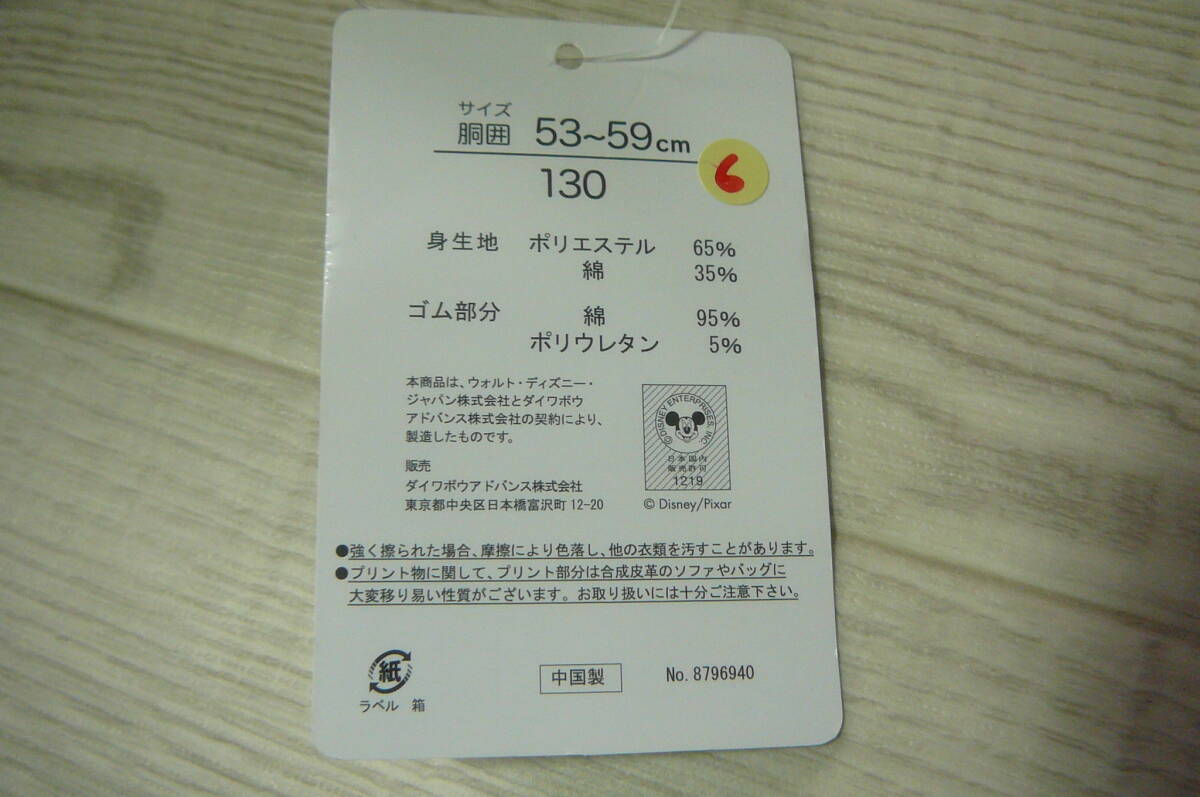 サイズ
胴囲 53~59cm
130
6
身生地 ポリエステル 65%
綿 35%
ゴム部分 綿 95%
ポリウレタン 5%
本商品は、ウォルト・ディズニー・
ジャパン株式会社とダイワボウ
アドバンス株式会社の契約により、
製造したものです。
販売
ダイワボウアドバンス株式会社
東京都中央区日本橋富沢町12-20
© DISNEY ENTERPRISES, INC.
日本国内
販売許可
1219
© Disney/Pixar
●強く擦られた場合、摩擦により色落し、他の衣類を汚すことがあります。
●プリント物に関して、プリント部分は合成皮革のソファやバッグに
大変移り易い性質がございます。お取り扱いには十分ご注意下さい。
紙
ラベル 箱
中国製
No. 8796940